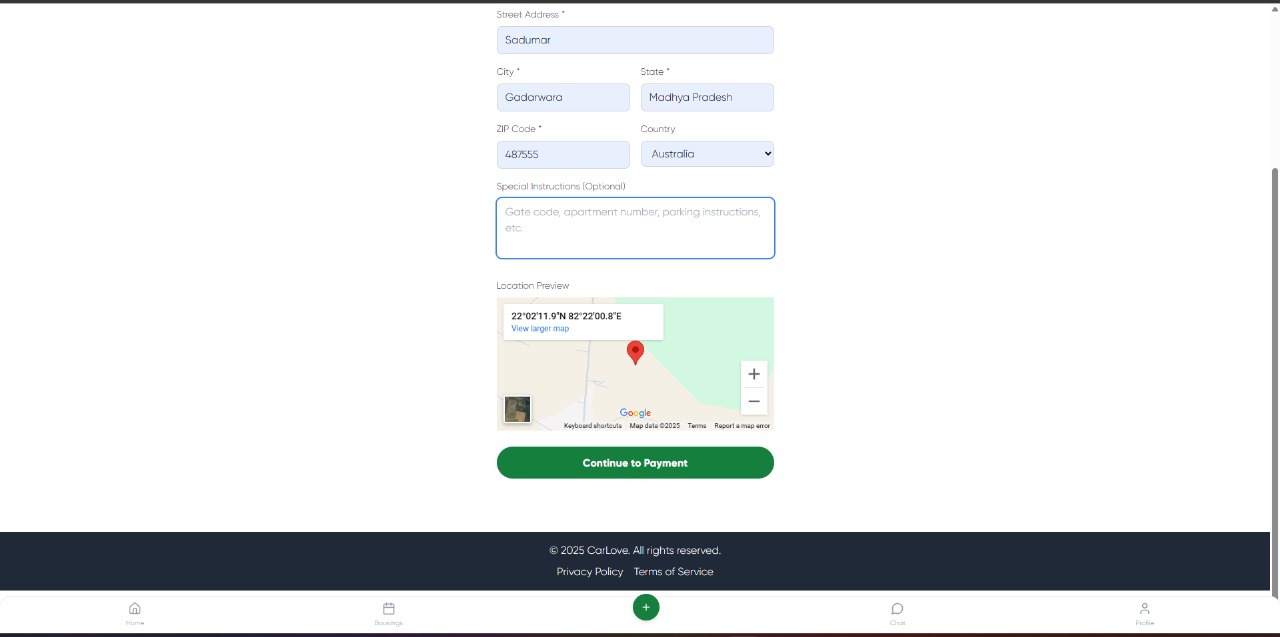 Street Address *
Sadumar
City *
State *
Gadarwara
Madhya Pradesh
ZIP Code *
Country
487555
Australia
Special Instructions (Optional)
Gate code, apartment number, parking instructions,
etc.
Location Preview
22°02'11.9"N 82°22'00.8"E
View larger map
Google
Keyboard shortcuts
Map data ©2025
Terms
Report a map error
Continue to Payment
© 2025 CarLove. All rights reserved.
Privacy Policy
Terms of Service
Home
Bookings
Chat
Profile